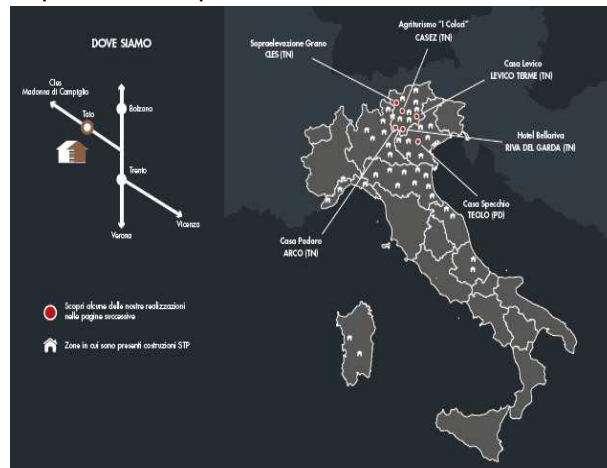 DOVE SIAMO
Cles
Madonna di Campiglio
Taio
Bolzano
Trento
Verona
Vicenza
Scopri alcune delle nostre realizzazioni
nelle pagine successive
Zone in cui sono presenti costruzioni STP
Agriturismo "I Colori"
CASEZ (TN)
Sopraelevazione Grano
CLES (TN)
Casa Levico
LEVICO TERME (TN)
Hotel Bellariva
RIVA DEL GARDA (TN)
Casa Specchio
TEOLO (PD)
Casa Podaro
ARCO (TN)